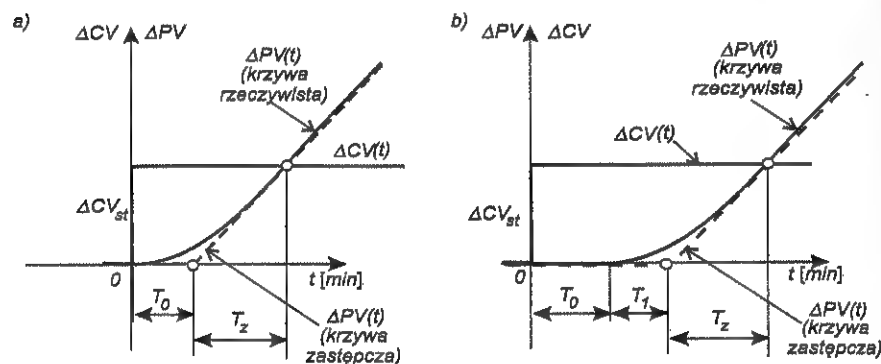 a)
ΔCV ΔPV
ΔPV(t)
(krzywa
rzeczywista)
ΔCV(t)
ΔCVst
0
t [min]
T0
Tz
ΔPV(t)
(krzywa
zastępcza)
b)
ΔPV ΔCV
ΔPV(t)
(krzywa
rzeczywista)
ΔCV(t)
ΔCVst
0
t [min]
T0
T1
Tz
ΔPV(t)
(krzywa
zastępcza)